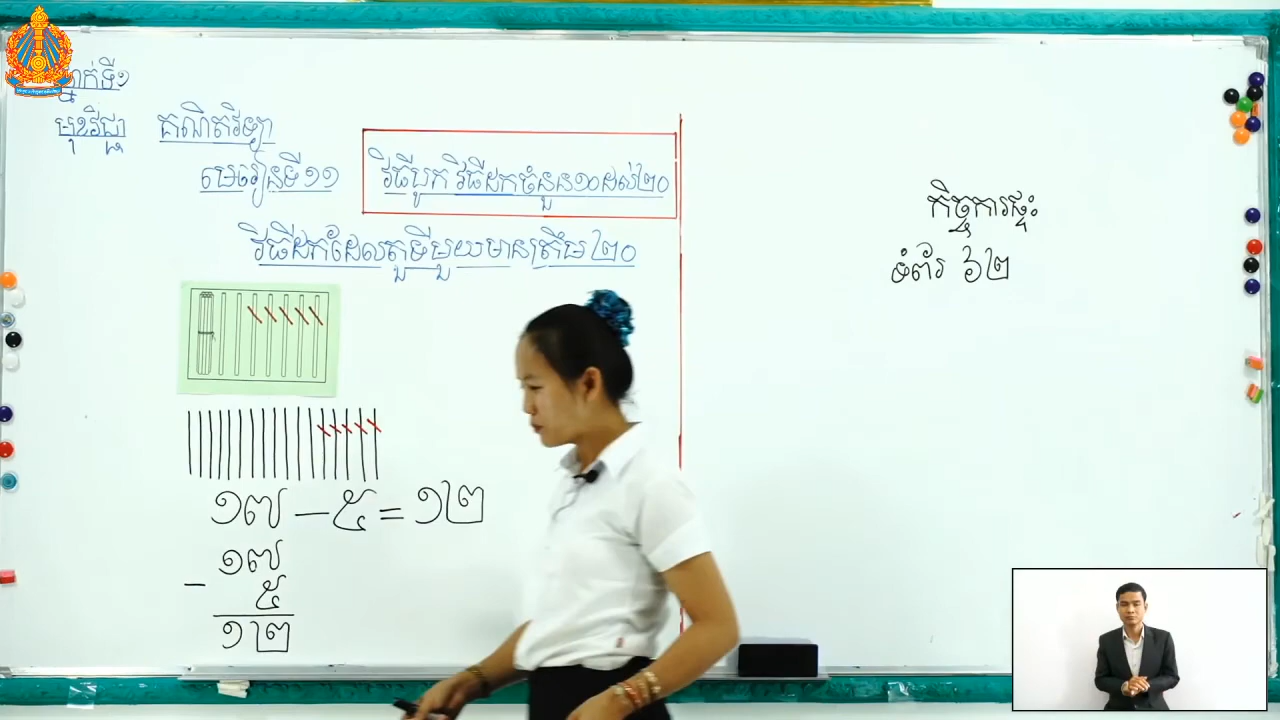 ថ្នាក់ទី១
មុខវិជ្ជា គណិតវិទ្យា
មេរៀនទី១១ វិធីបូក វិធីដកចំនួន១០ដល់២០
វិធីដកដែលតួទីមួយមានត្រឹម ២០
១៧ - ៥ = ១២
១៧
- ៥
១២
កិច្ចការផ្ទះ
ទំព័រ ៦២